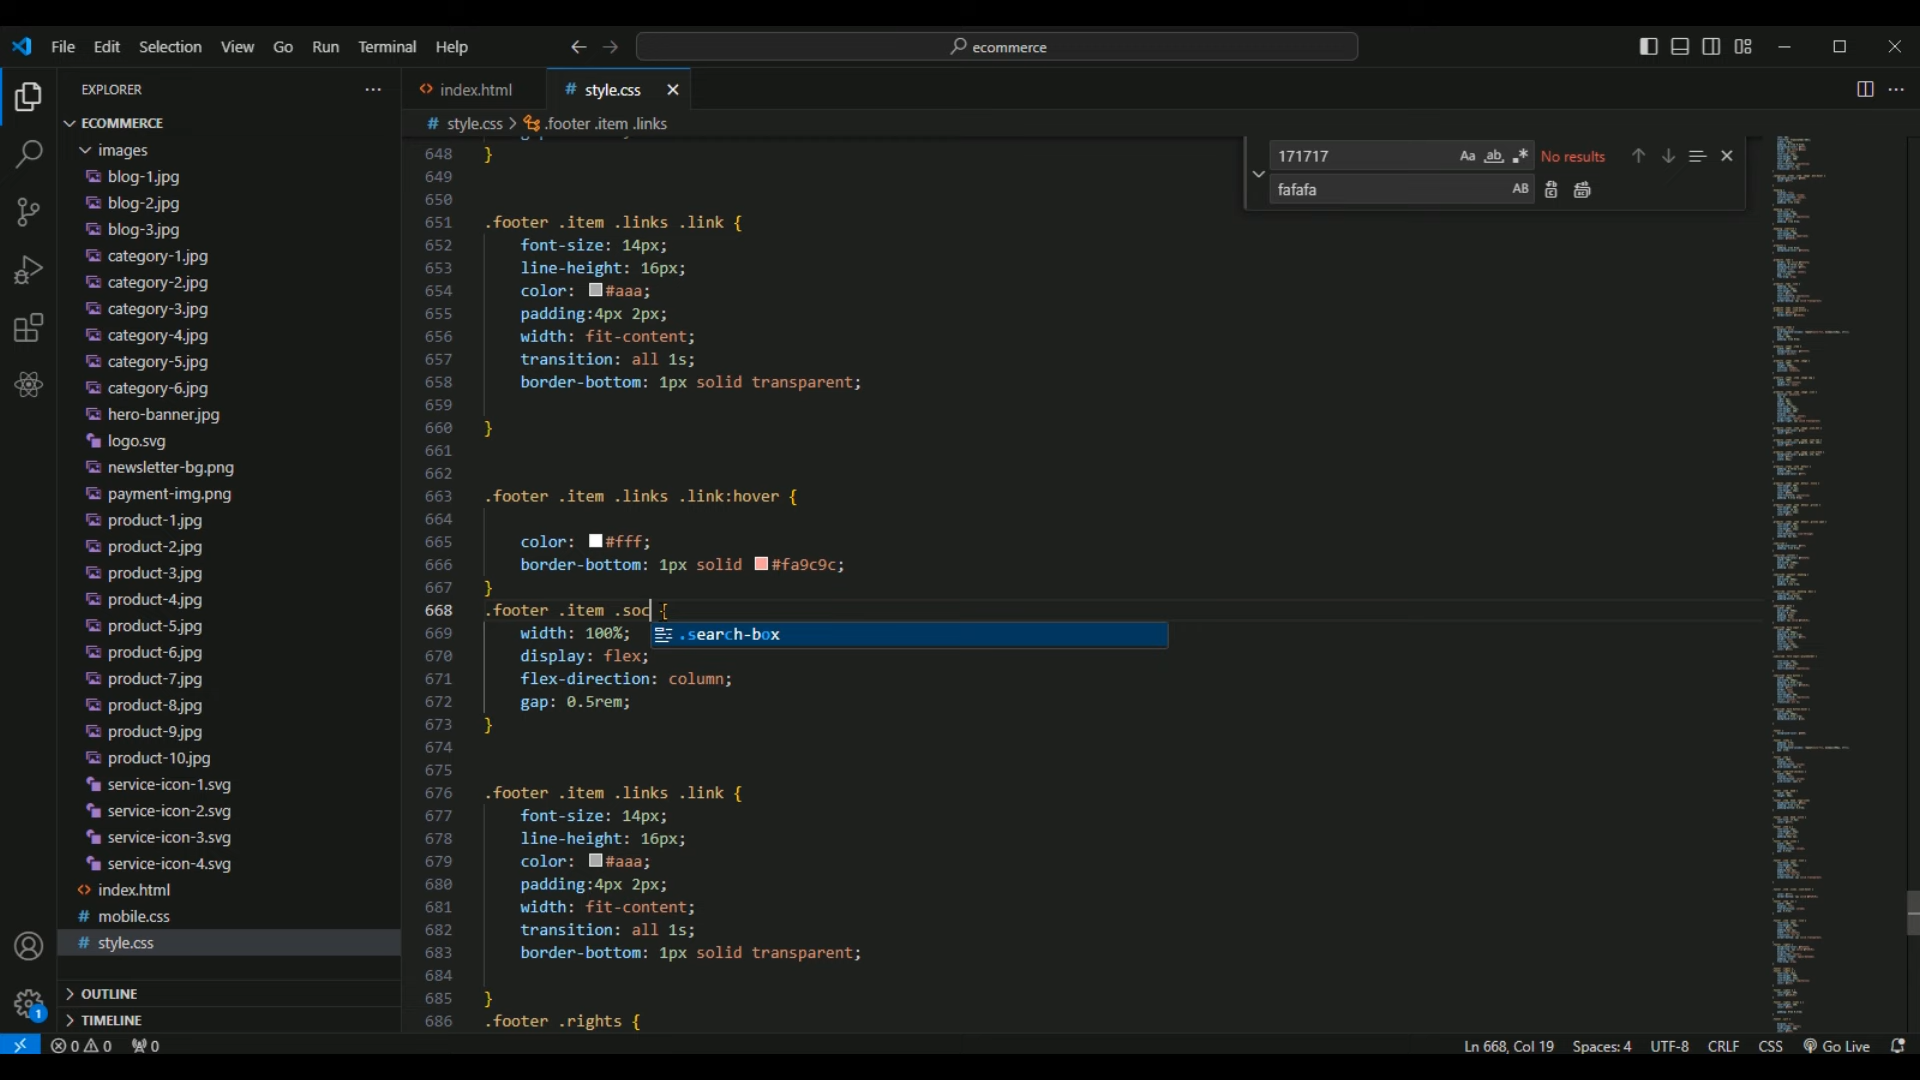 File Edit Selection View Go Run Terminal Help
ecommerce
EXPLORER
index.html
style.css
ECOMMERCE
style.css > .footer .item .links
images
blog-1.jpg
blog-2.jpg
blog-3.jpg
category-1.jpg
category-2.jpg
category-3.jpg
category-4.jpg
category-5.jpg
category-6.jpg
hero-banner.jpg
logo.svg
newsletter-bg.png
payment-img.png
product-1.jpg
product-2.jpg
product-3.jpg
product-4.jpg
product-5.jpg
product-6.jpg
product-7.jpg
product-8.jpg
product-9.jpg
product-10.jpg
service-icon-1.svg
service-icon-2.svg
service-icon-3.svg
service-icon-4.svg
index.html
mobile.css
style.css
OUTLINE
TIMELINE
171717 Aa ab .* No results
fafafa AB
648 }
649
650
651 .footer .item .links .link {
652 font-size: 14px;
653 line-height: 16px;
654 color: #aaa;
655 padding:4px 2px;
656 width: fit-content;
657 transition: all 1s;
658 border-bottom: 1px solid transparent;
659
660 }
661
662
663 .footer .item .links .link:hover {
664
665 color: #fff;
666 border-bottom: 1px solid #fa9c9c;
667 }
668 .footer .item .soc {
669 width: 100%;
.search-box
670 display: flex;
671 flex-direction: column;
672 gap: 0.5rem;
673 }
674
675
676 .footer .item .links .link {
677 font-size: 14px;
678 line-height: 16px;
679 color: #aaa;
680 padding:4px 2px;
681 width: fit-content;
682 transition: all 1s;
683 border-bottom: 1px solid transparent;
684
685 }
686 .footer .rights {
1
0 0 0 Ln 668, Col 19 Spaces: 4 UTF-8 CRLF CSS Go Live